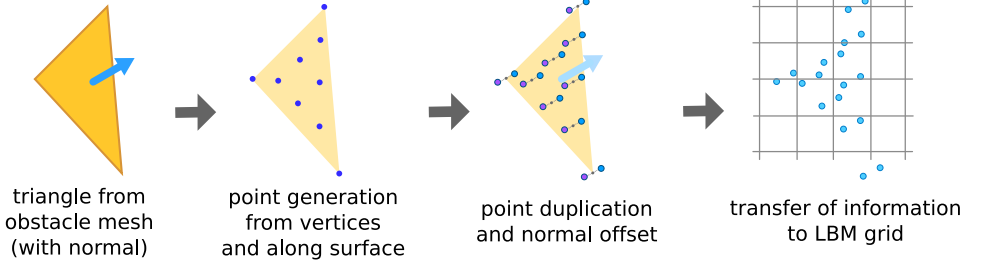 triangle from
obstacle mesh
(with normal)
point generation
from vertices
and along surface
point duplication
and normal offset
transfer of information
to LBM grid